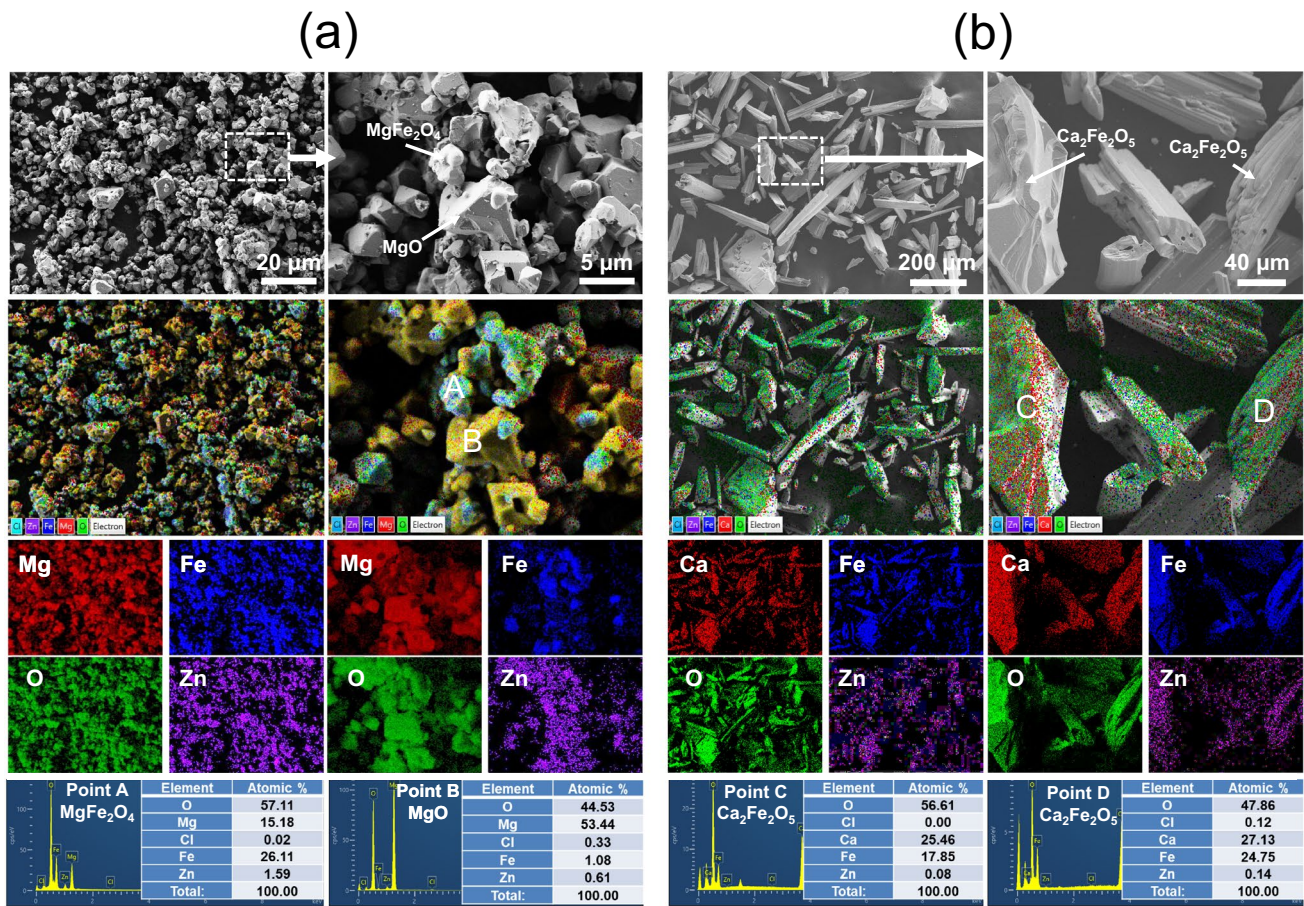 (a)
(b)
MgFe₂O₄
MgO
20 μm
5 μm
Ca₂Fe₂O₅
Ca₂Fe₂O₅
200 μm
40 μm
A
B
C
D
Cl Zn Fe Mg O Electron
Cl Zn Fe Mg O Electron
Cl Zn Fe Ca O Electron
Cl Zn Fe Ca O Electron
Mg Fe Mg Fe
Ca Fe Ca Fe
O Zn O Zn
O Zn O Zn
Point A
MgFe₂O₄
Element Atomic %
O 57.11
Mg 15.18
Cl 0.02
Fe 26.11
Zn 1.59
Total: 100.00
Point B
MgO
Element Atomic %
O 44.53
Mg 53.44
Cl 0.33
Fe 1.08
Zn 0.61
Total: 100.00
Point C
Ca₂Fe₂O₅
Element Atomic %
O 56.61
Cl 0.00
Ca 25.46
Fe 17.85
Zn 0.08
Total: 100.00
Point D
Ca₂Fe₂O₅
Element Atomic %
O 47.86
Cl 0.12
Ca 27.13
Fe 24.75
Zn 0.14
Total: 100.00